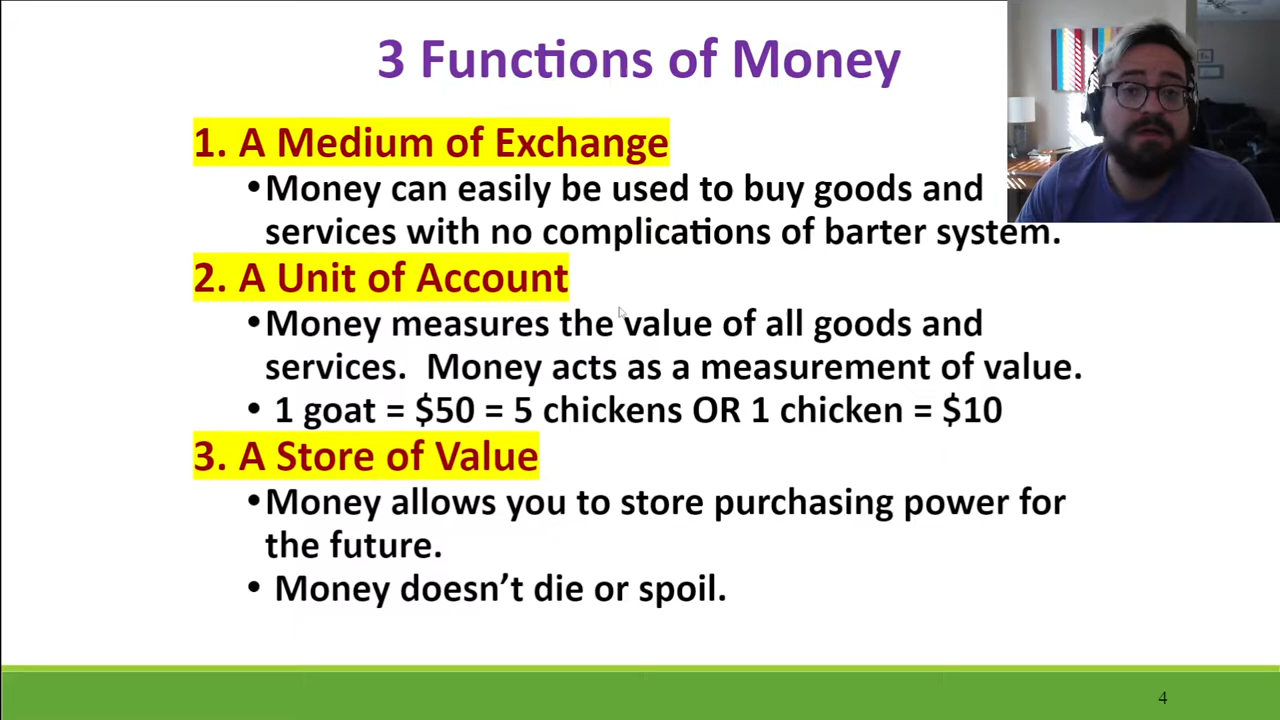 3 Functions of Money
1. A Medium of Exchange
•Money can easily be used to buy goods and
services with no complications of barter system.
2. A Unit of Account
•Money measures the value of all goods and
services.  Money acts as a measurement of value.
• 1 goat = $50 = 5 chickens OR 1 chicken = $10
3. A Store of Value
•Money allows you to store purchasing power for
the future.
• Money doesn’t die or spoil.
4